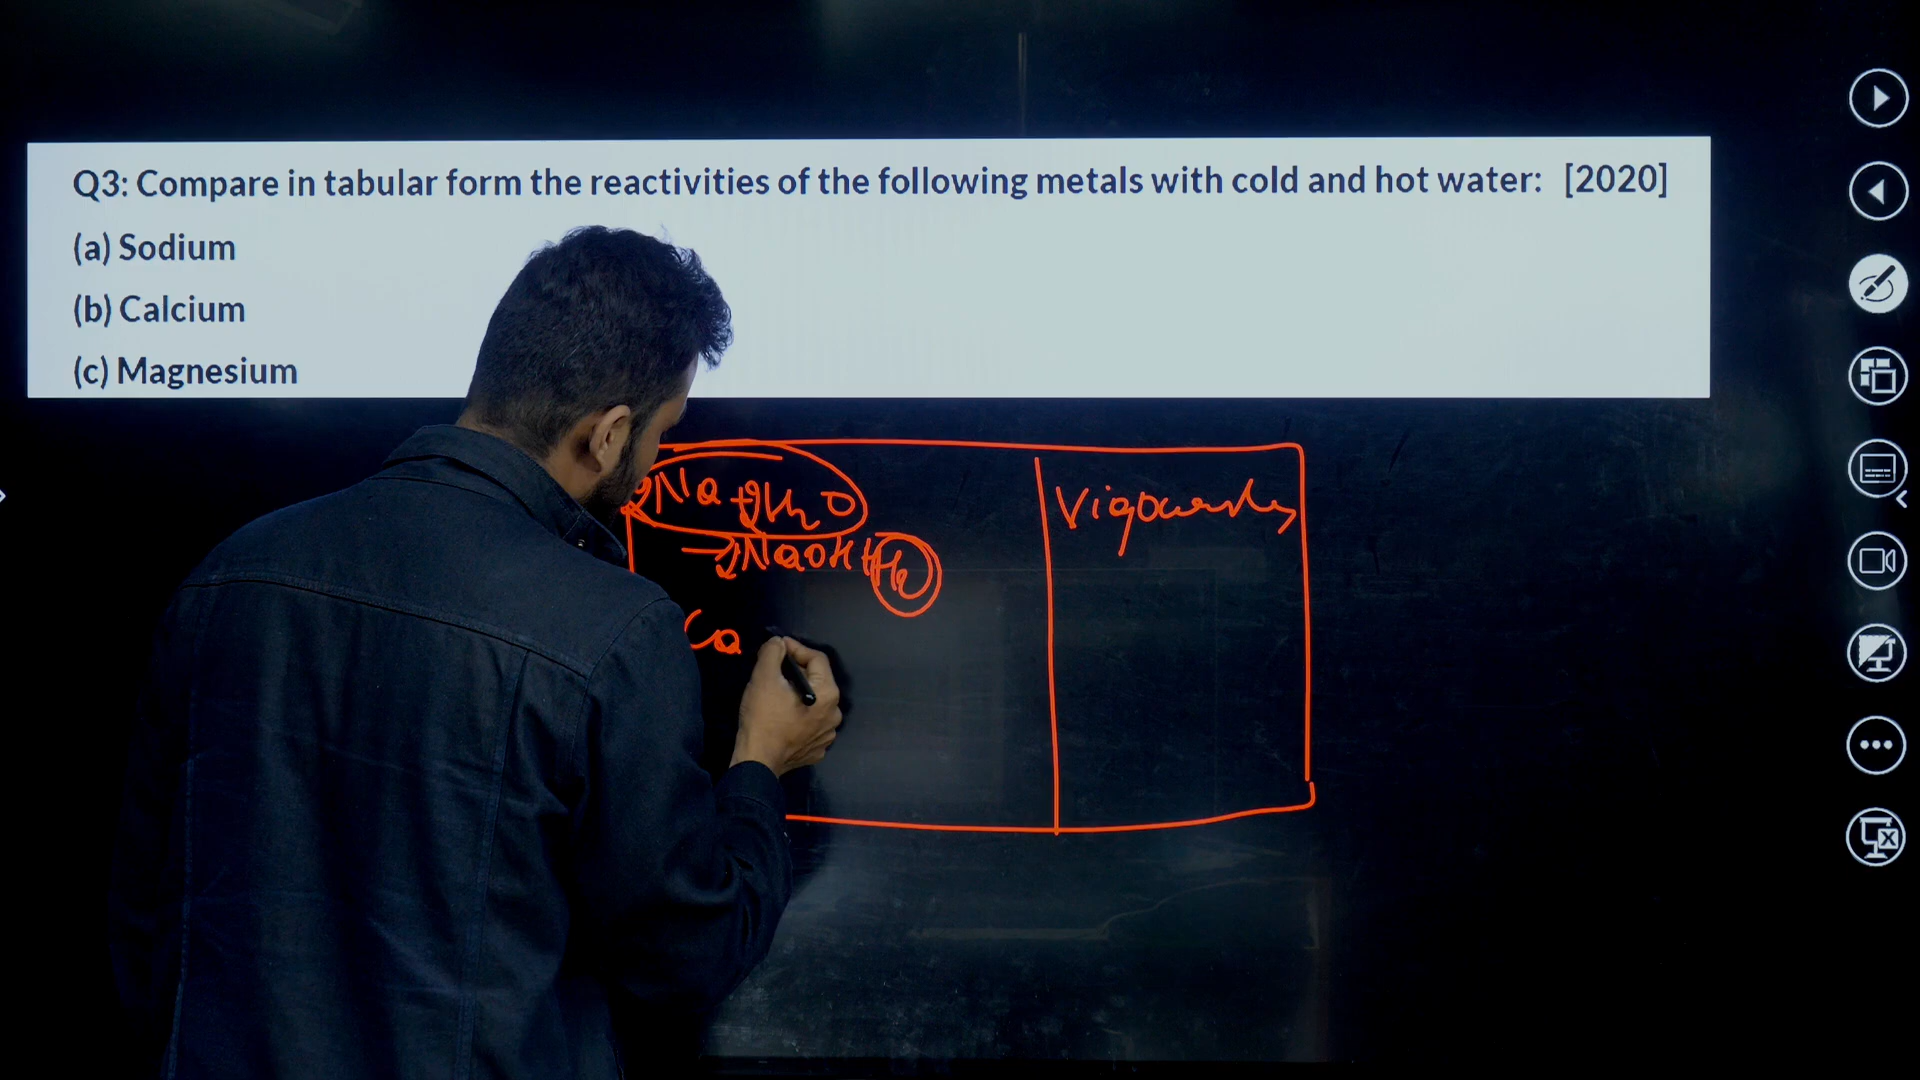 Q3: Compare in tabular form the reactivities of the following metals with cold and hot water: [2020]
(a) Sodium
(b) Calcium
(c) Magnesium
2Na + 2H2O
Vigorously
→ 2NaOH + H2
Ca